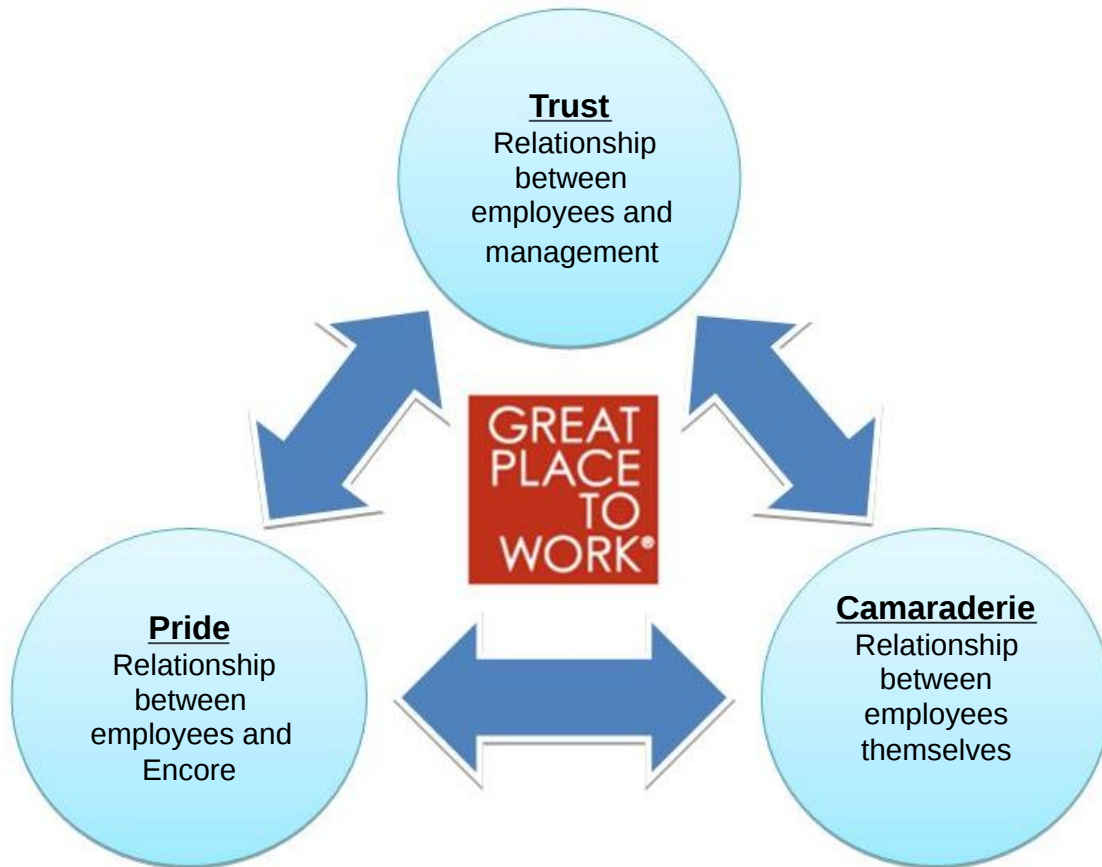 Trust
Relationship
between
employees and
management
GREAT
PLACE
TO
WORK®
Pride
Relationship
between
employees and
Encore
Camaraderie
Relationship
between
employees
themselves